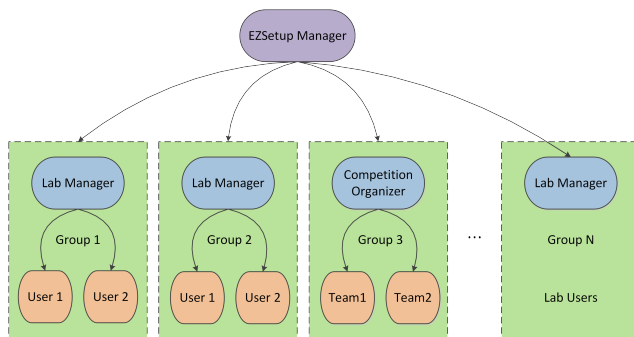 EZSetup Manager
Lab Manager
Lab Manager
Competition
Organizer
Lab Manager
Group 1
Group 2
Group 3
...
Group N
User 1
User 2
User 1
User 2
Team1
Team2
Lab Users